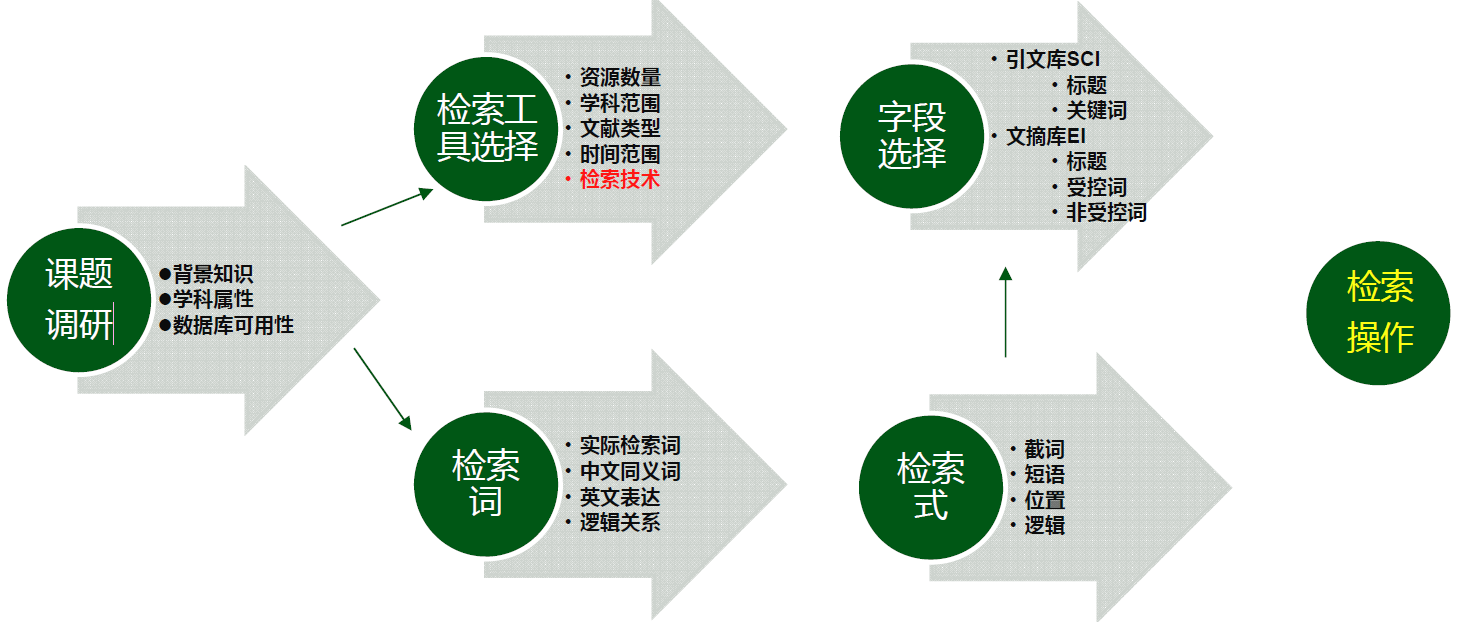 课题
调研
●背景知识
●学科属性
●数据库可用性
检索工
具选择
• 资源数量
• 学科范围
• 文献类型
• 时间范围
• 检索技术
检索
词
• 实际检索词
• 中文同义词
• 英文表达
• 逻辑关系
字段
选择
• 引文库SCI
• 标题
• 关键词
• 文摘库EI
• 标题
• 受控词
• 非受控词
检索
式
• 截词
• 短语
• 位置
• 逻辑
检索
操作